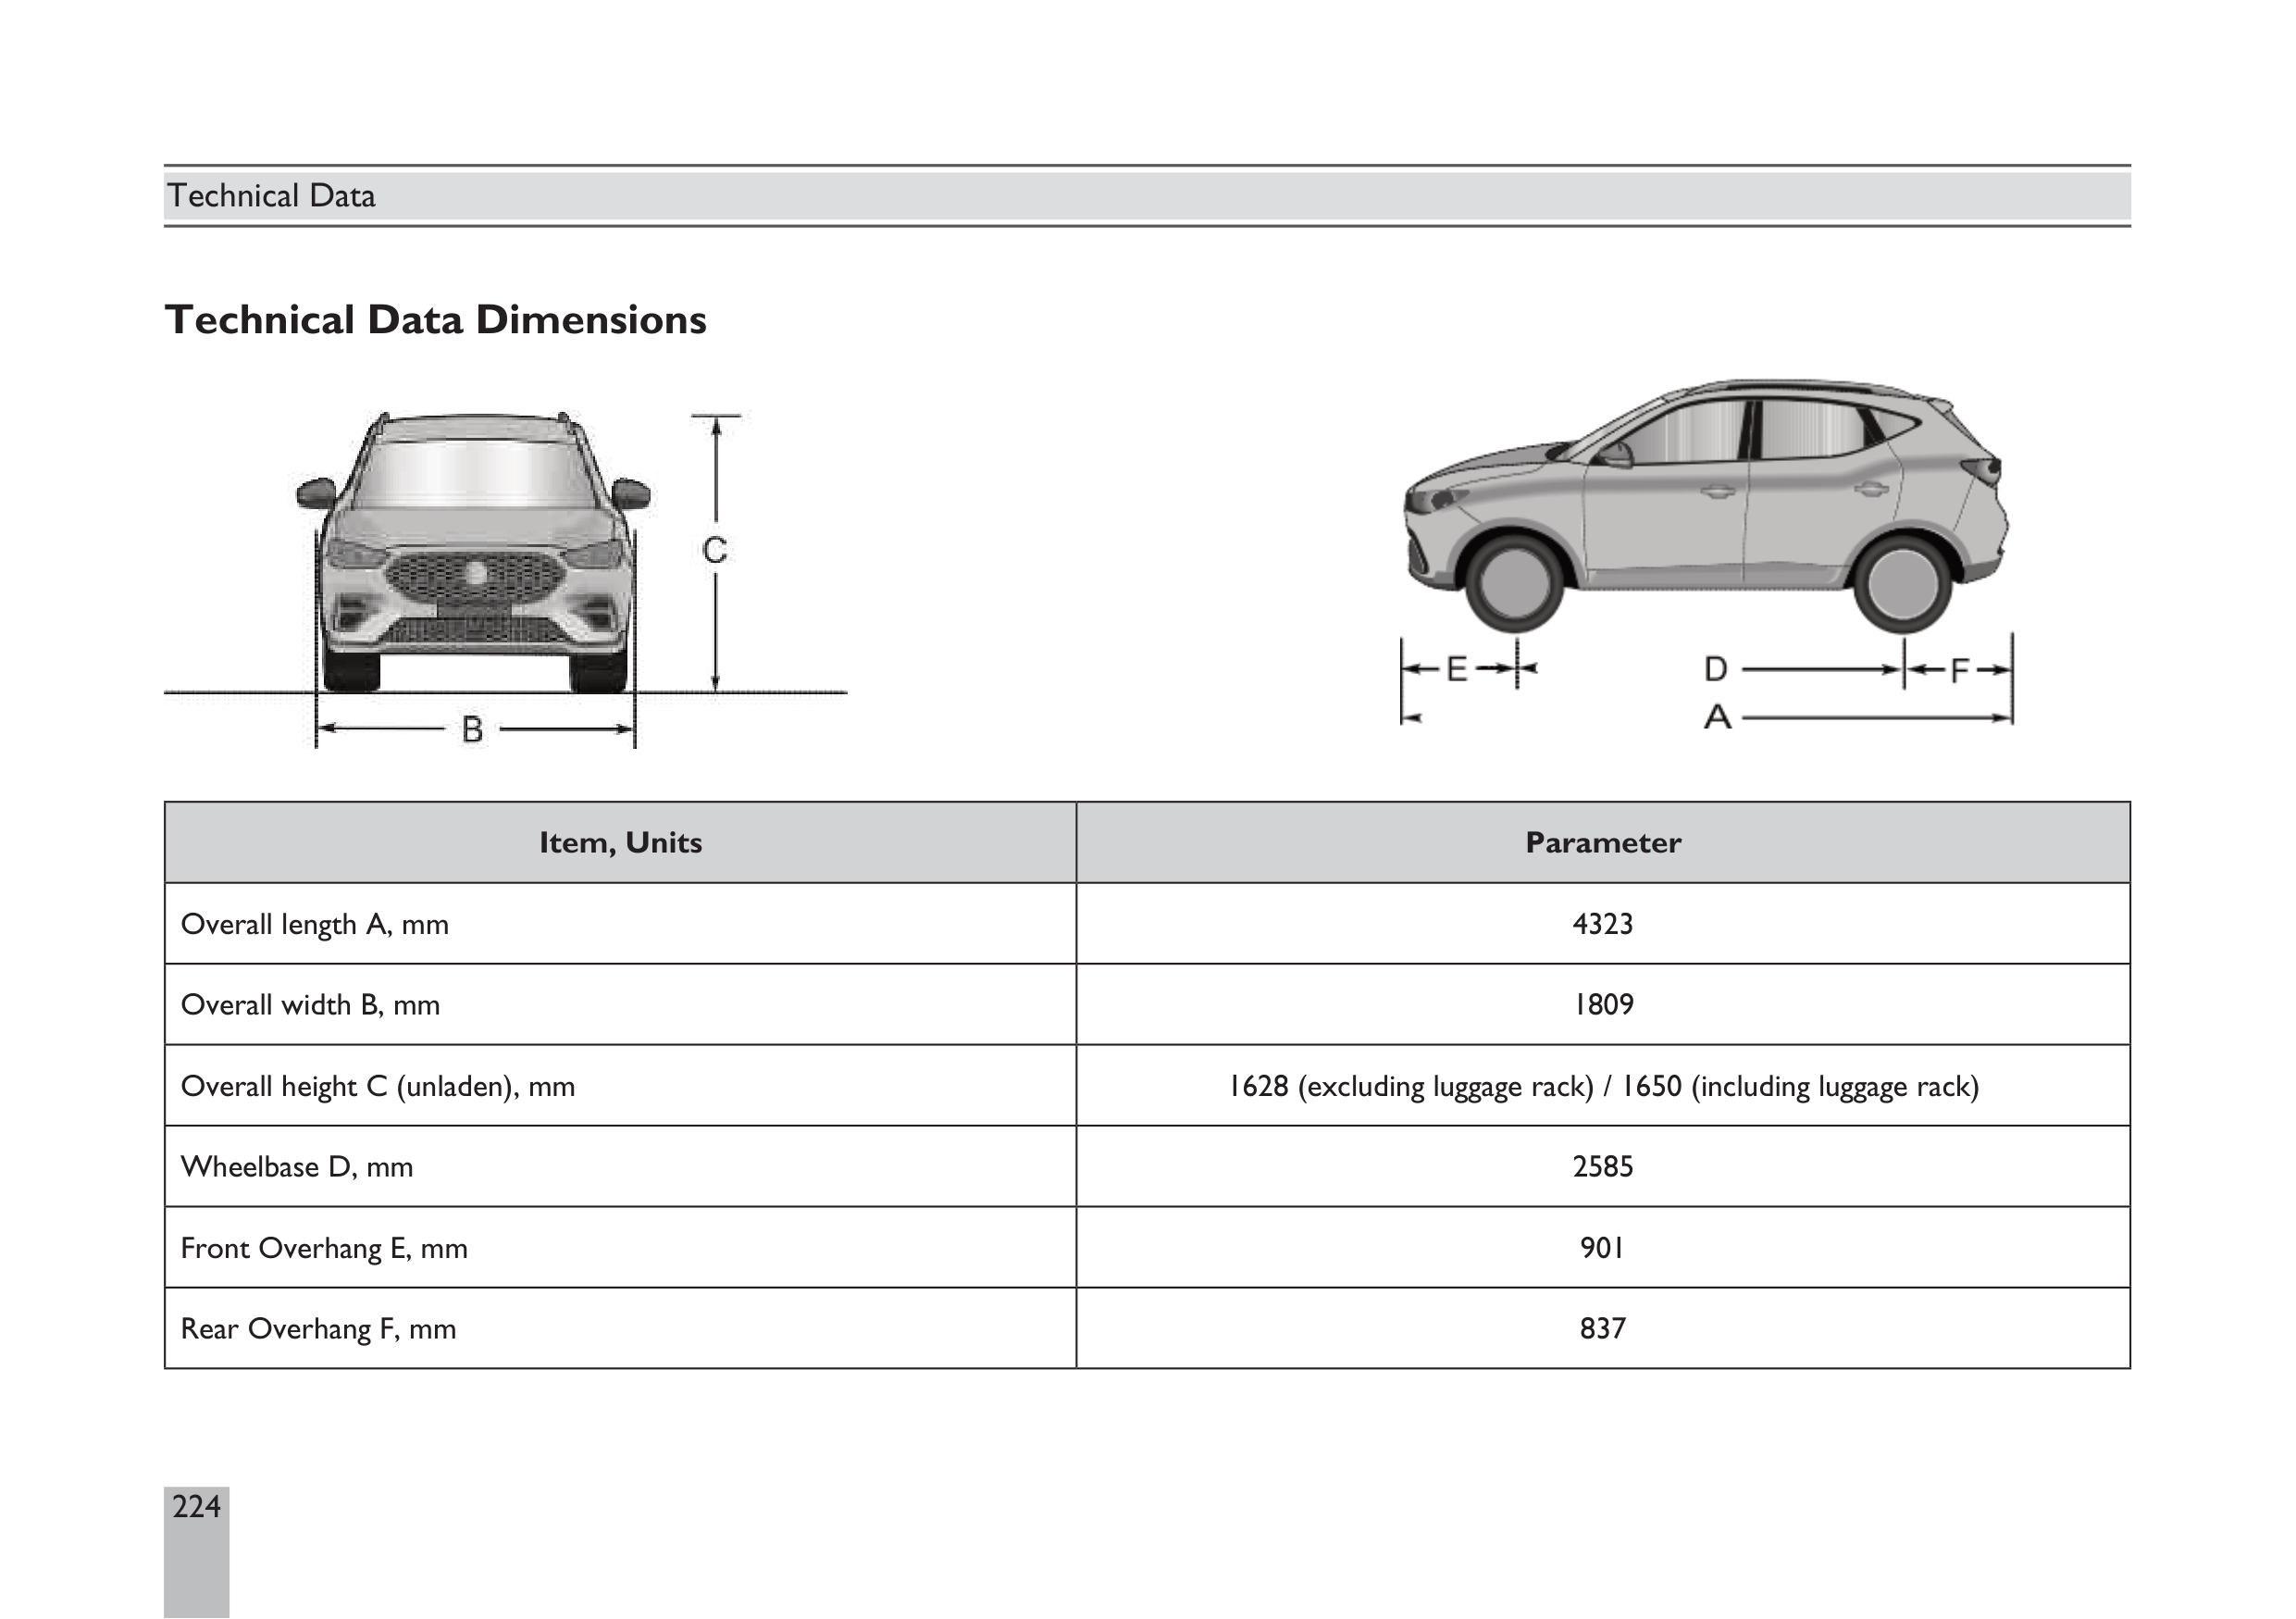 Technical Data
Technical Data Dimensions
C
B
E D F
A
Item, Units Parameter
Overall length A, mm 4323
Overall width B, mm 1809
Overall height C (unladen), mm 1628 (excluding luggage rack) / 1650 (including luggage rack)
Wheelbase D, mm 2585
Front Overhang E, mm 901
Rear Overhang F, mm 837
224